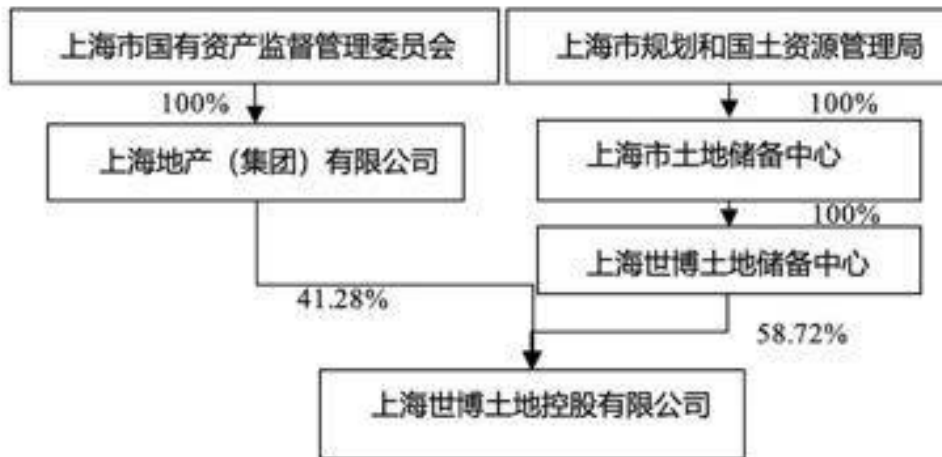 上海市国有资产监督管理委员会
上海市规划和国土资源管理局
100%
100%
上海地产（集团）有限公司
上海市土地储备中心
100%
上海世博土地储备中心
41.28%
58.72%
上海世博土地控股有限公司